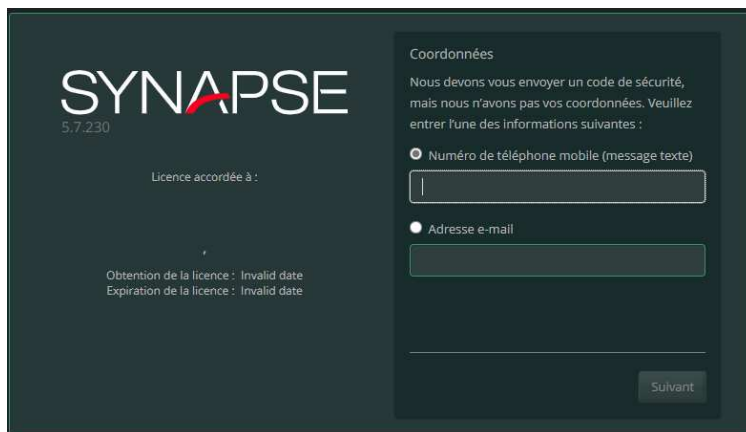 SYNAPSE
5.7.230
Licence accordée à :
,
Obtention de la licence : Invalid date
Expiration de la licence : Invalid date
Coordonnées
Nous devons vous envoyer un code de sécurité,
mais nous n'avons pas vos coordonnées. Veuillez
entrer l'une des informations suivantes :
Numéro de téléphone mobile (message texte)
Adresse e-mail
Suivant